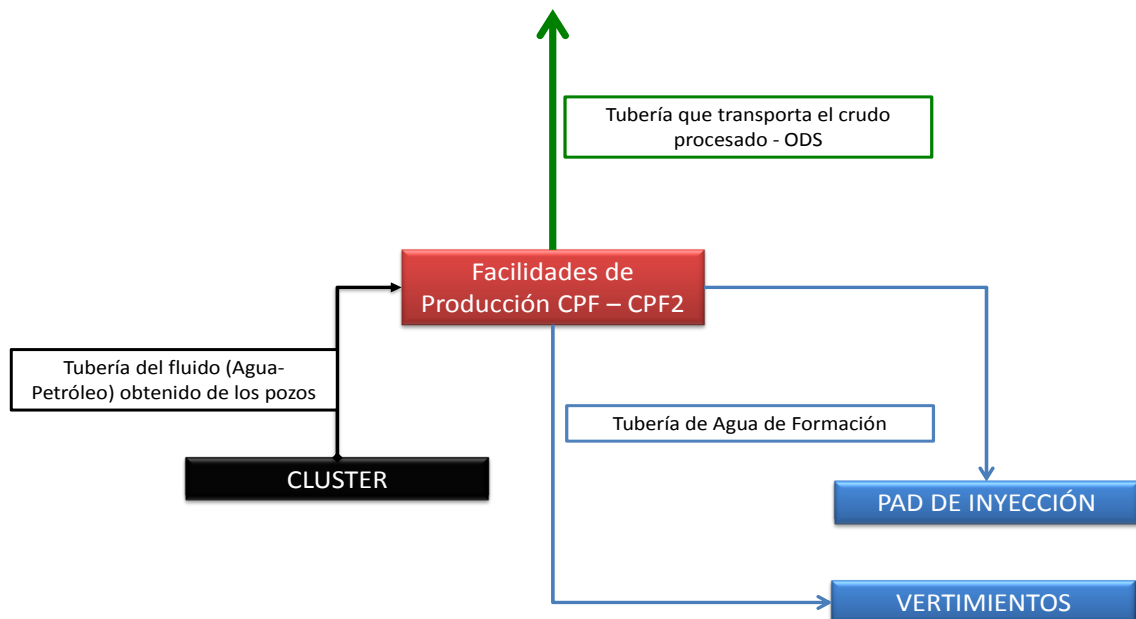 Tubería que transporta el crudo
procesado - ODS
Facilidades de
Producción CPF – CPF2
Tubería del fluido (Agua-
Petróleo) obtenido de los pozos
Tubería de Agua de Formación
CLUSTER
PAD DE INYECCIÓN
VERTIMIENTOS